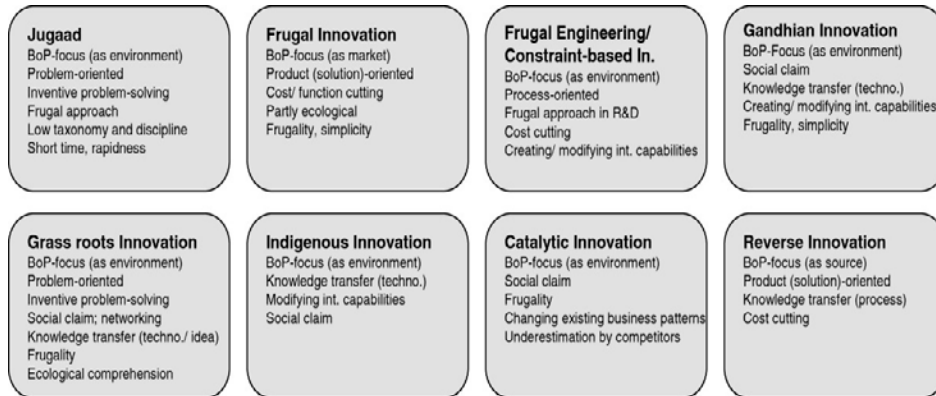 Jugaad
BoP-focus (as environment)
Problem-oriented
Inventive problem-solving
Frugal approach
Low taxonomy and discipline
Short time, rapidness
Frugal Innovation
BoP-focus (as market)
Product (solution)-oriented
Cost/ function cutting
Partly ecological
Frugality, simplicity
Frugal Engineering/
Constraint-based In.
BoP-focus (as environment)
Process-oriented
Frugal approach in R&D
Cost cutting
Creating/ modifying int. capabilities
Gandhian Innovation
BoP-Focus (as environment)
Social claim
Knowledge transfer (techno.)
Creating/ modifying int. capabilities
Frugality, simplicity
Grass roots Innovation
BoP-focus (as environment)
Problem-oriented
Inventive problem-solving
Social claim; networking
Knowledge transfer (techno./ idea)
Frugality
Ecological comprehension
Indigenous Innovation
BoP-focus (as environment)
Knowledge transfer (techno.)
Modifying int. capabilities
Social claim
Catalytic Innovation
BoP-focus (as environment)
Social claim
Frugality
Changing existing business patterns
Underestimation by competitors
Reverse Innovation
BoP-focus (as source)
Product (solution)-oriented
Knowledge transfer (process)
Cost cutting